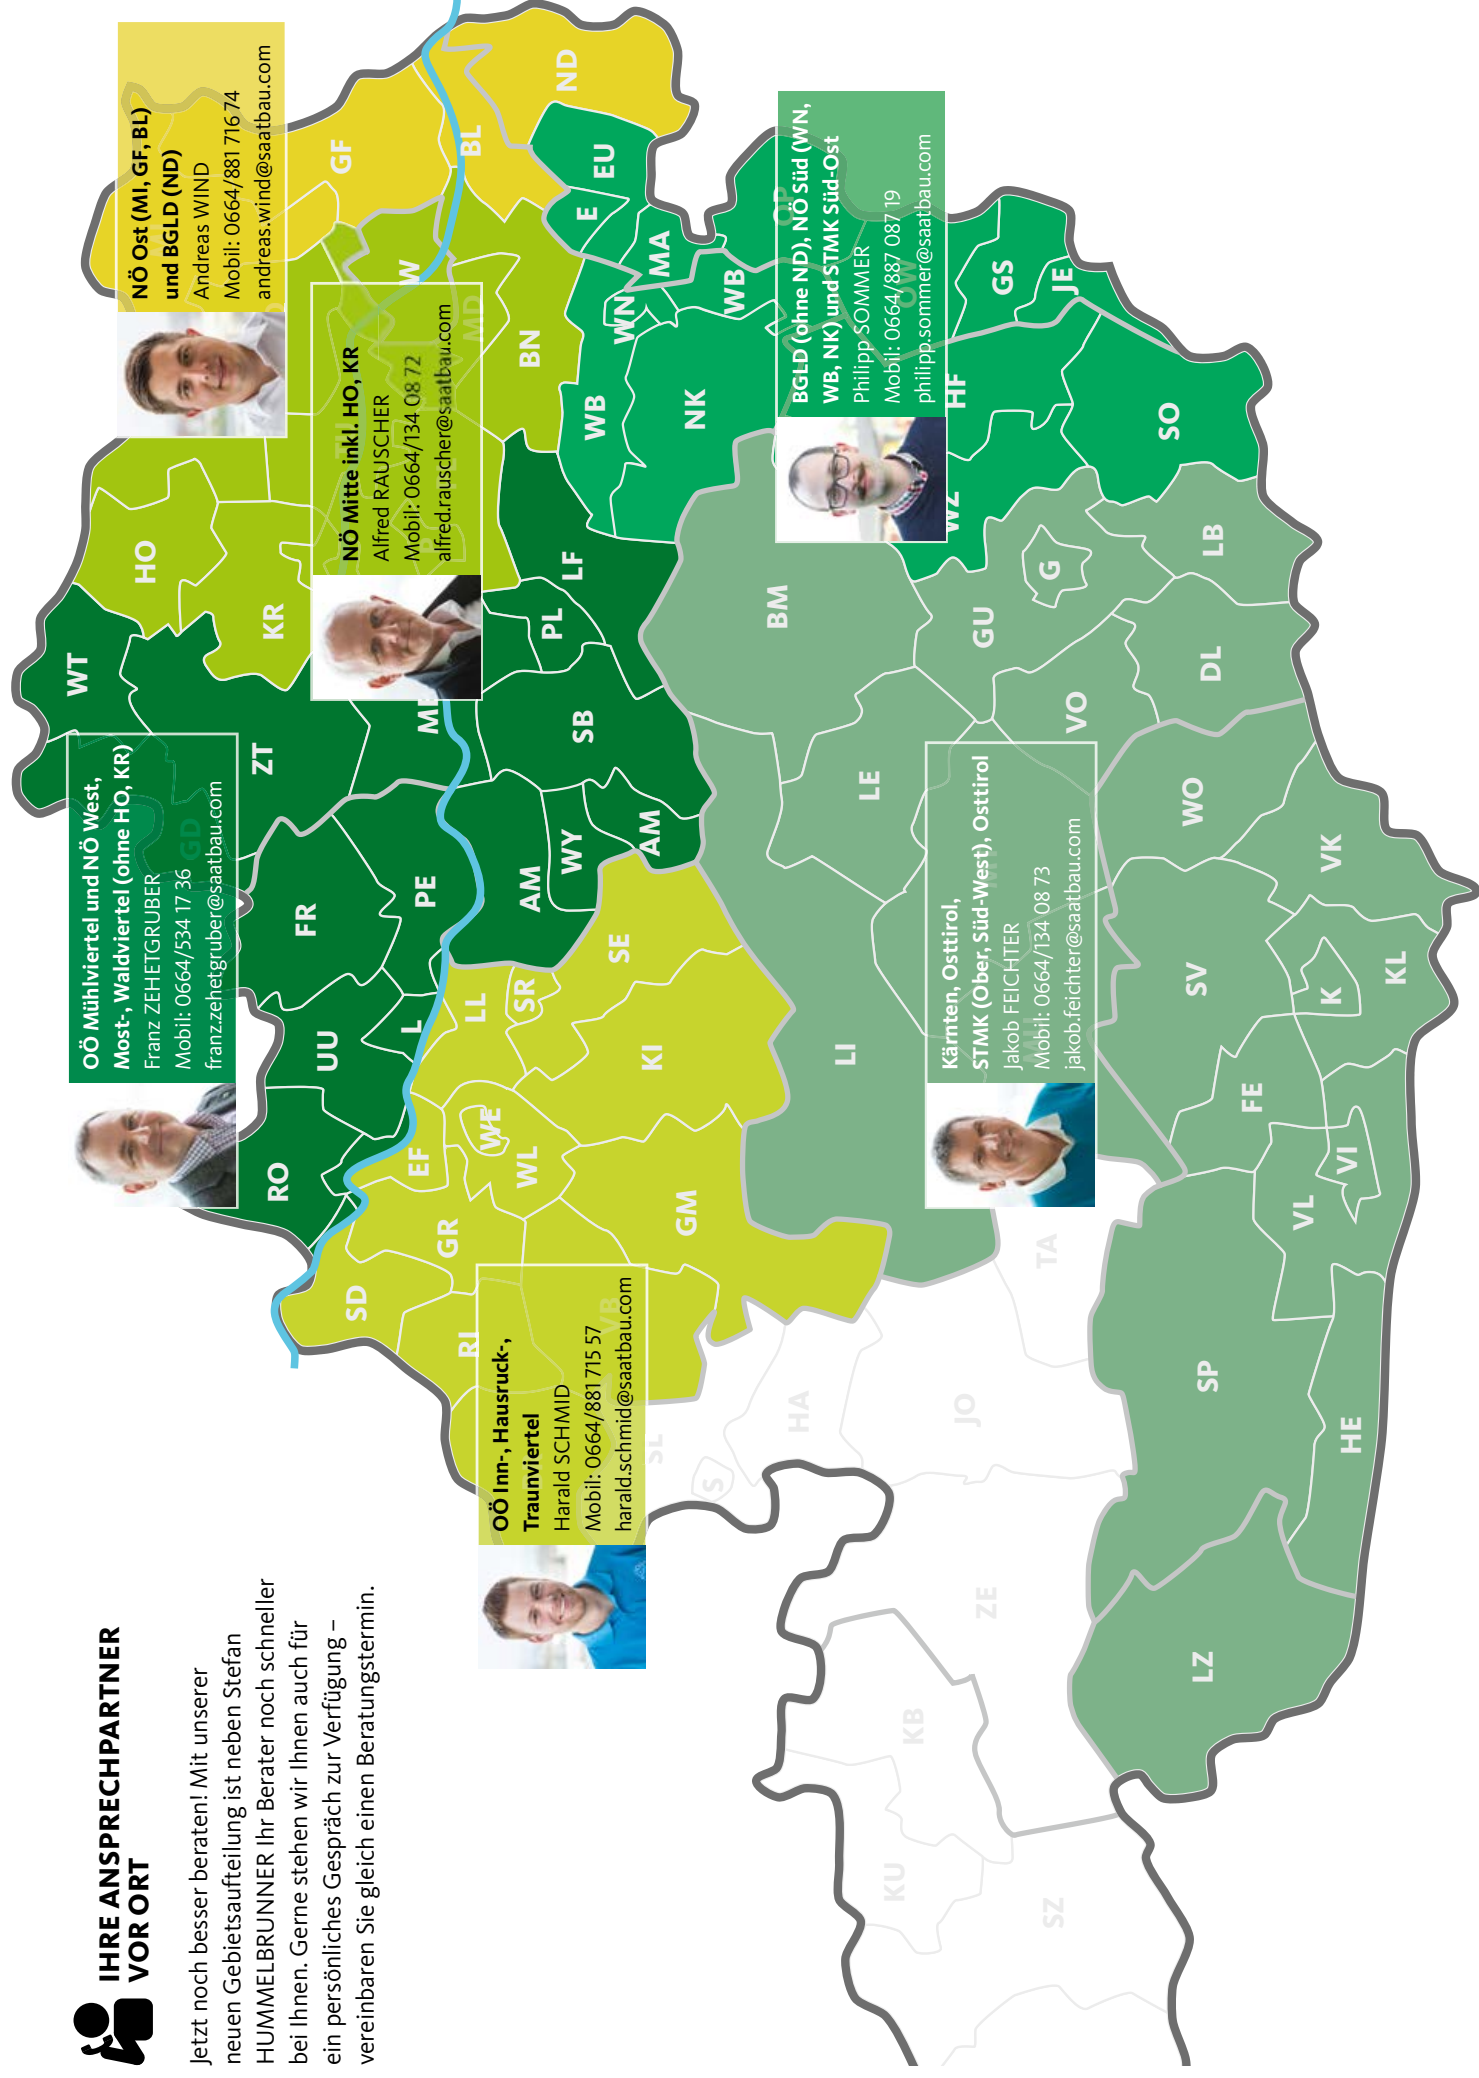 IHRE ANSPRECHPARTNER
VOR ORT
Jetzt noch besser beraten! Mit unserer
neuen Gebietsaufteilung ist neben Stefan
HUMMELBRUNNER Ihr Berater noch schneller
bei Ihnen. Gerne stehen wir Ihnen auch für
ein persönliches Gespräch zur Verfügung –
vereinbaren Sie gleich einen Beratungstermin.
OÖ Mühlviertel und NÖ West,
Most-, Waldviertel (ohne HO, KR)
Franz ZEHETGRUBER
Mobil: 0664/534 17 36
franz.zehetgruber@saatbau.com
NÖ Ost (MI, GF, BL)
und BGLD (ND)
Andreas WIND
Mobil: 0664/881 716 74
andreas.wind@saatbau.com
NÖ Mitte inkl. HO, KR
Alfred RAUSCHER
Mobil: 0664/134 08 72
alfred.rauscher@saatbau.com
OÖ Inn-, Hausruck-,
Traunviertel
Harald SCHMID
Mobil: 0664/881 715 57
harald.schmid@saatbau.com
BGLD (ohne ND), NÖ Süd (WN,
WB, NK) und STMK Süd-Ost
Philipp SOMMER
Mobil: 0664/887 087 19
philipp.sommer@saatbau.com
Kärnten, Osttirol,
STMK (Ober, Süd-West), Osttirol
Jakob FEICHTER
Mobil: 0664/134 08 73
jakob.feichter@saatbau.com
WT
HO
GD
ZT
KR
GF
RO
UU
FR
PE
ME
W
MD
BL
ND
SD
GR
EF
L
LL
AM
RI
WE
WL
SR
WY
SB
PL
LF
BN
WB
E
EU
VB
GM
KI
SE
AM
NK
WN
MA
WB
OP
SL
S
HA
LI
LE
BM
OW
HF
WZ
GS
JE
KU
KB
ZE
JO
TA
MU
GU
G
VO
SO
SZ
LZ
SP
FE
SV
WO
DL
LB
HE
VL
VI
K
KL
VK